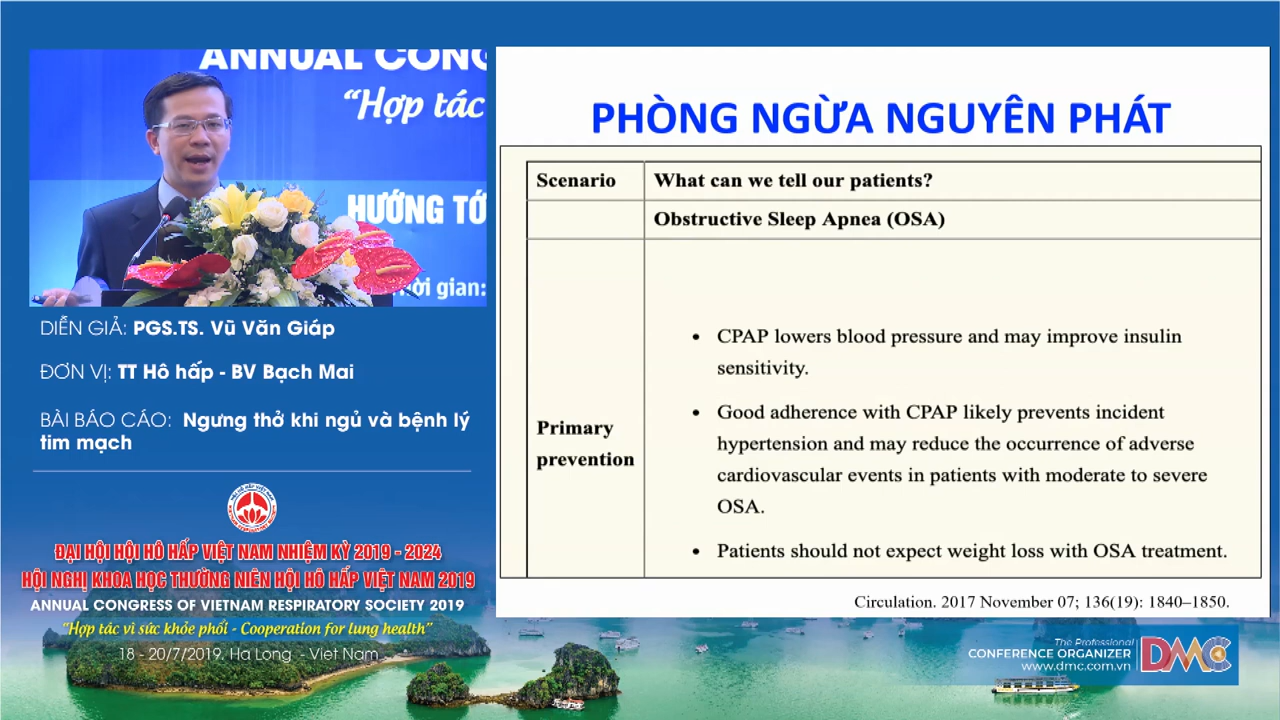 ANNUAL CONG
“Hợp tác
HƯỚNG TỚ
ời gian:
DIỄN GIẢ: PGS.TS. Vũ Văn Giáp
ĐƠN VỊ: TT Hô hấp - BV Bạch Mai
BÀI BÁO CÁO: Ngưng thở khi ngủ và bệnh lý
tim mạch
ĐẠI HỘI HỘI HÔ HẤP VIỆT NAM NHIỆM KỲ 2019 - 2024
HỘI NGHỊ KHOA HỌC THƯỜNG NIÊN HỘI HÔ HẤP VIỆT NAM 2019
ANNUAL CONGRESS OF VIETNAM RESPIRATORY SOCIETY 2019
“Hợp tác vì sức khỏe phổi - Cooperation for lung health”
18 - 20/7/2019. Ha Long - Viet Nam
PHÒNG NGỪA NGUYÊN PHÁT
Scenario What can we tell our patients?
Obstructive Sleep Apnea (OSA)
Primary
prevention
• CPAP lowers blood pressure and may improve insulin
sensitivity.
• Good adherence with CPAP likely prevents incident
hypertension and may reduce the occurrence of adverse
cardiovascular events in patients with moderate to severe
OSA.
• Patients should not expect weight loss with OSA treatment.
Circulation. 2017 November 07; 136(19): 1840–1850.
The Professional
CONFERENCE ORGANIZER
www.dmc.com.vn
DMC